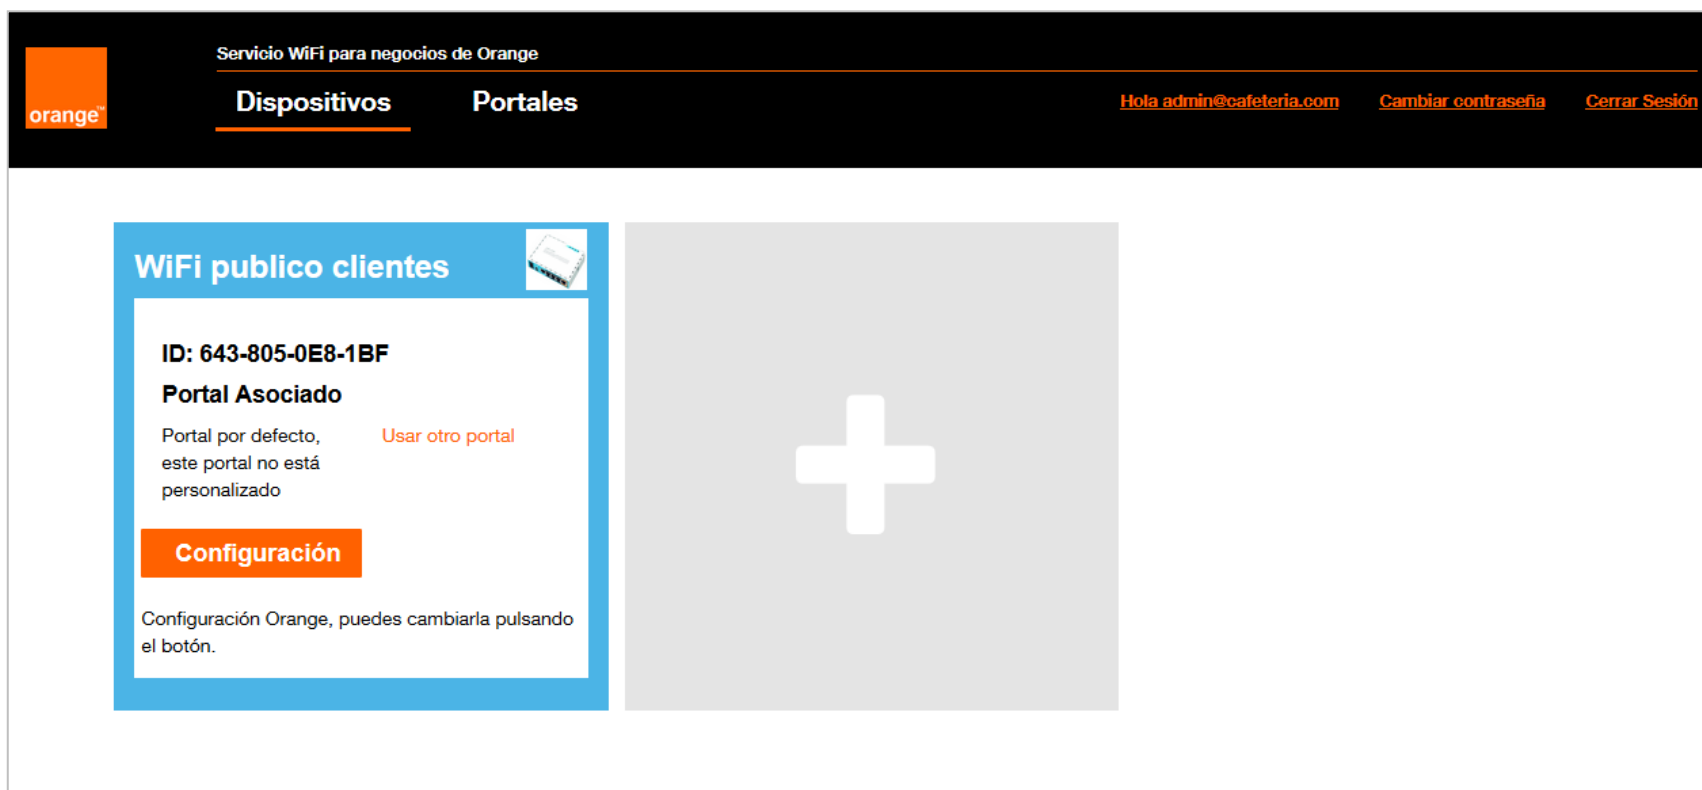 Servicio WiFi para negocios de Orange
orange™
Dispositivos Portales Hola admin@cafeteria.com Cambiar contraseña Cerrar Sesión
WiFi publico clientes
ID: 643-805-0E8-1BF
Portal Asociado
Portal por defecto, Usar otro portal
este portal no está
personalizado
Configuración
Configuración Orange, puedes cambiarla pulsando
el botón.